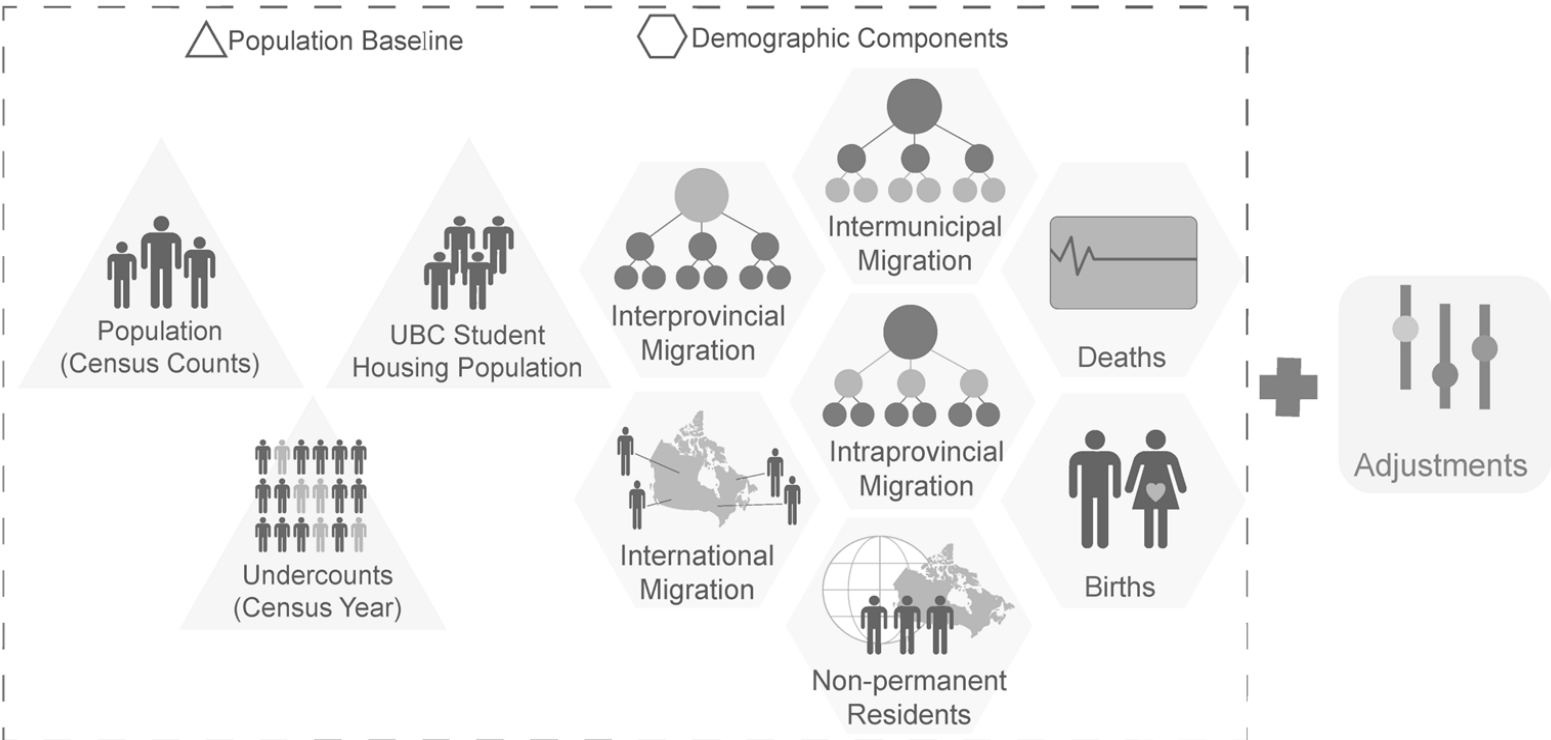 Population Baseline
Demographic Components
Population
(Census Counts)
UBC Student
Housing Population
Undercounts
(Census Year)
Interprovincial
Migration
Intermunicipal
Migration
Deaths
International
Migration
Intraprovincial
Migration
Births
Non-permanent
Residents
Adjustments